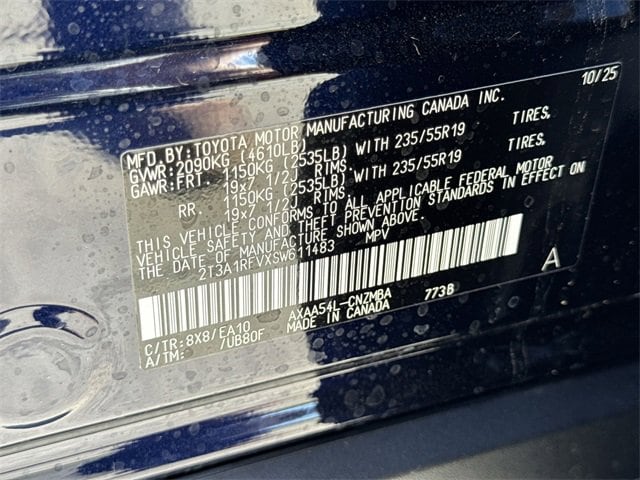 MFD.BY:TOYOTA MOTOR MANUFACTURING CANADA INC. 10/25
GVWR:2090KG (4610LB)
GAWR:FRT. 1150KG (2535LB) WITH 235/55R19 TIRES,
19x7 1/2J RIMS.
RR. 1150KG (2535LB) WITH 235/55R19 TIRES,
19x7 1/2J RIMS.
THIS VEHICLE CONFORMS TO ALL APPLICABLE FEDERAL MOTOR
VEHICLE SAFETY AND THEFT PREVENTION STANDARDS IN EFFECT ON
THE DATE OF MANUFACTURE SHOWN ABOVE.
2T3A1RFVXSW611483 MPV
A
C/TR:8X8/EA10 AXAA54L-CNZMBA 773B
A/TM: /UB80F MADE IN CANADA